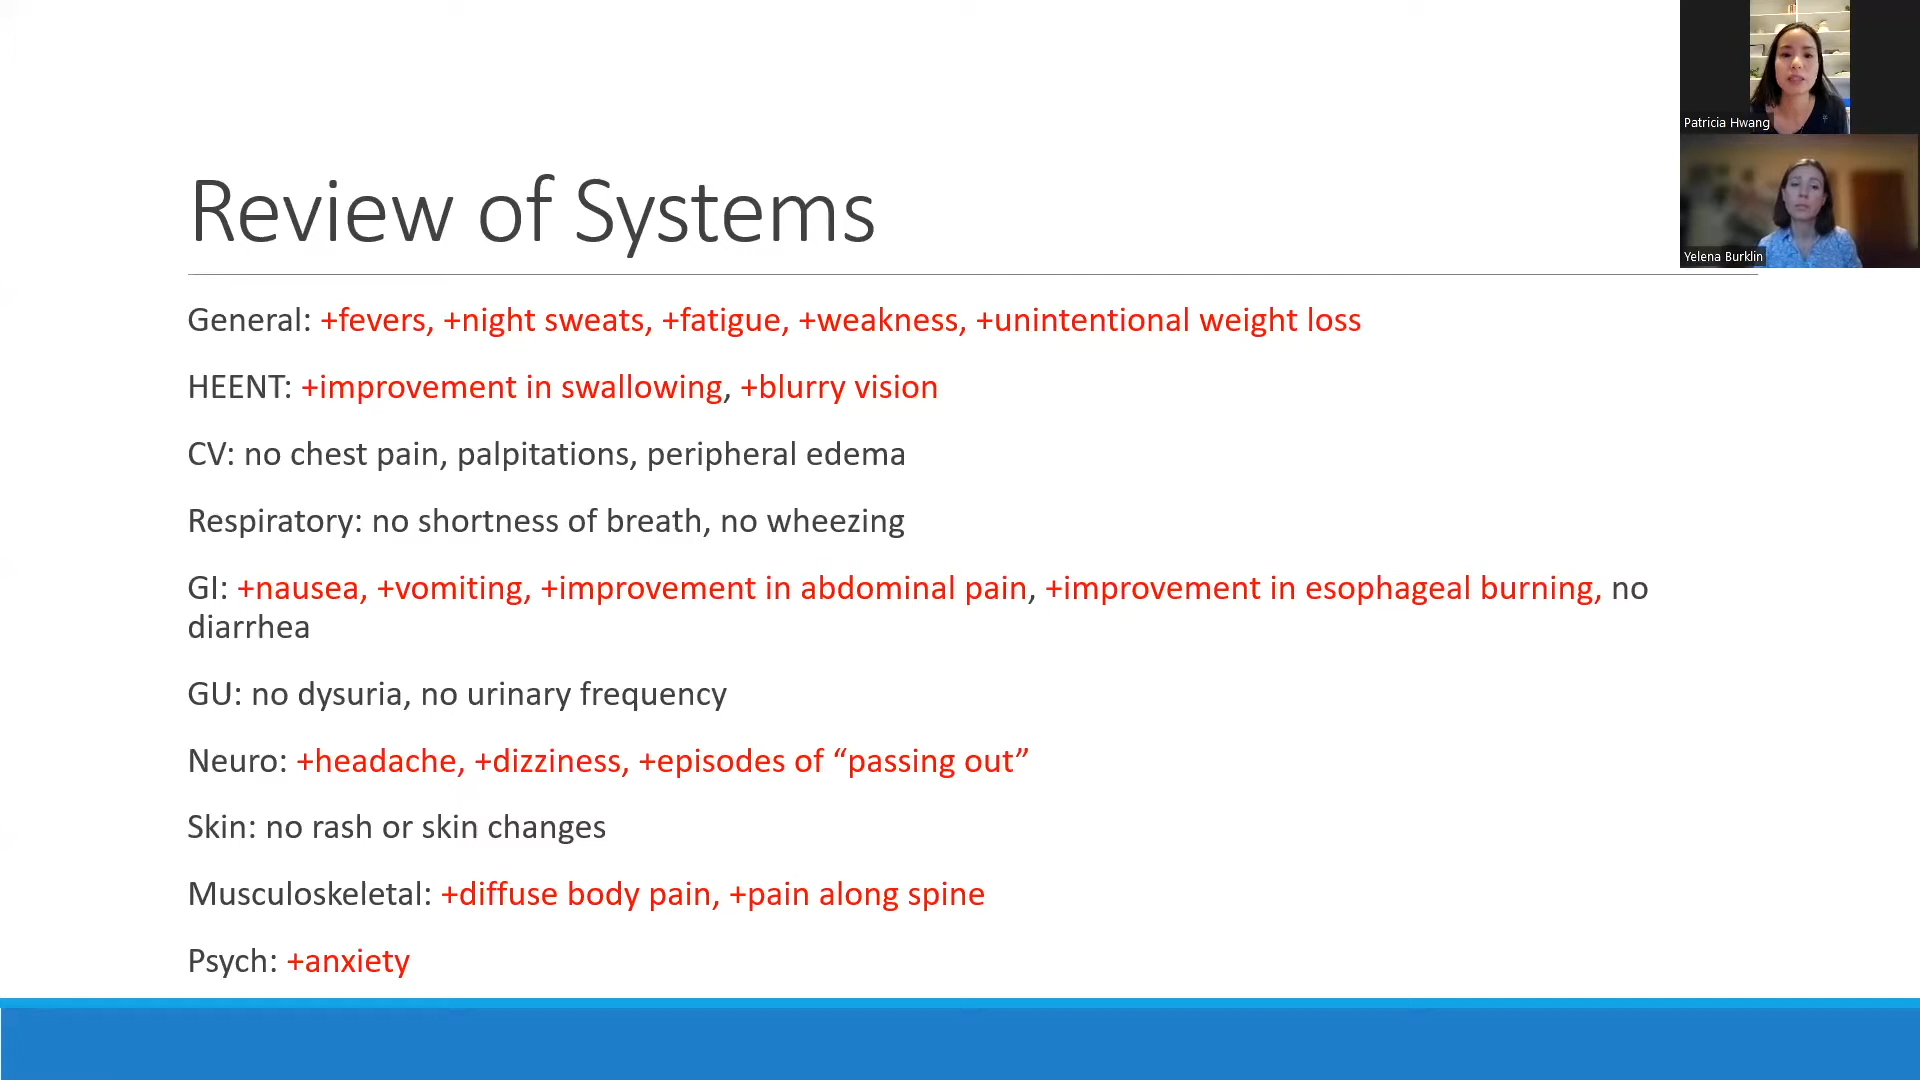 Patricia Hwang
Yelena Burklin
Review of Systems
General: +fevers, +night sweats, +fatigue, +weakness, +unintentional weight loss
HEENT: +improvement in swallowing, +blurry vision
CV: no chest pain, palpitations, peripheral edema
Respiratory: no shortness of breath, no wheezing
GI: +nausea, +vomiting, +improvement in abdominal pain, +improvement in esophageal burning, no
diarrhea
GU: no dysuria, no urinary frequency
Neuro: +headache, +dizziness, +episodes of “passing out”
Skin: no rash or skin changes
Musculoskeletal: +diffuse body pain, +pain along spine
Psych: +anxiety